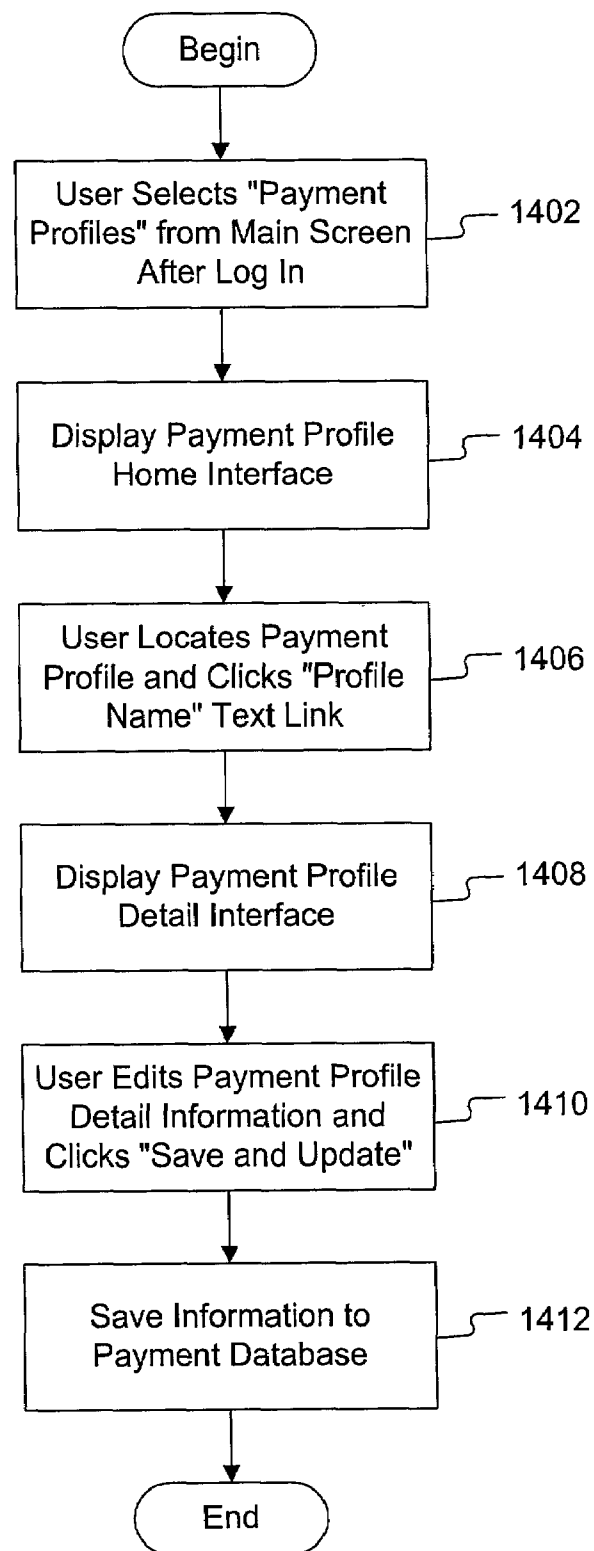 Begin
User Selects "Payment
Profiles" from Main Screen
After Log In
1402
Display Payment Profile
Home Interface
1404
User Locates Payment
Profile and Clicks "Profile
Name" Text Link
1406
Display Payment Profile
Detail Interface
1408
User Edits Payment Profile
Detail Information and
Clicks "Save and Update"
1410
Save Information to
Payment Database
1412
End